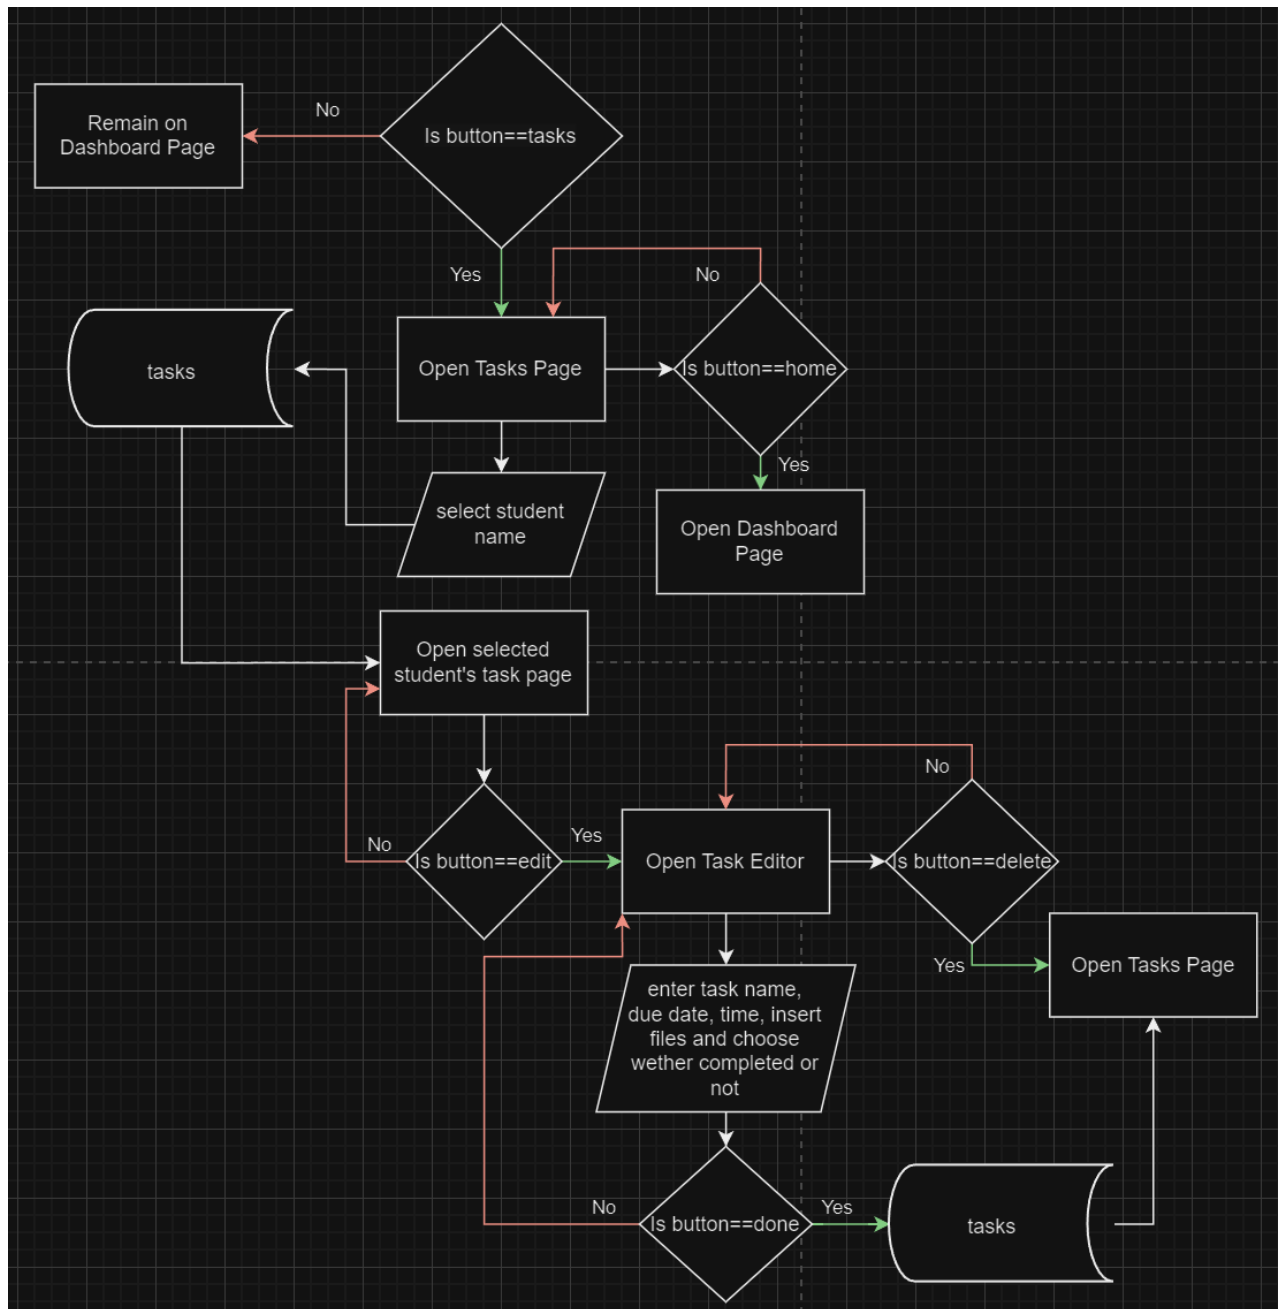 Is button==tasks
No
Remain on
Dashboard Page
Yes
No
Open Tasks Page
Is button==home
tasks
Yes
select student
name
Open Dashboard
Page
Open selected
student's task page
No
Is button==edit
Yes
Open Task Editor
No
Is button==delete
Yes
Open Tasks Page
enter task name,
due date, time, insert
files and choose
wether completed or
not
No
Is button==done
Yes
tasks